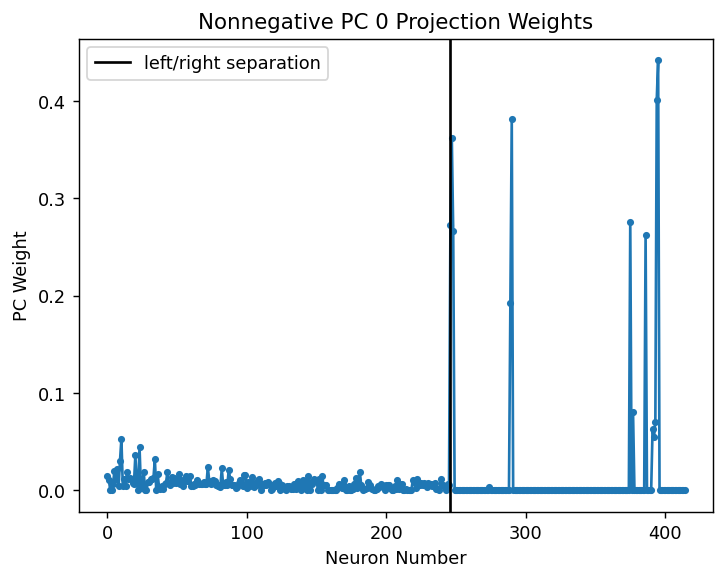 Nonnegative PC 0 Projection Weights
left/right separation
PC Weight
0.4
0.3
0.2
0.1
0.0
0 100 200 300 400
Neuron Number